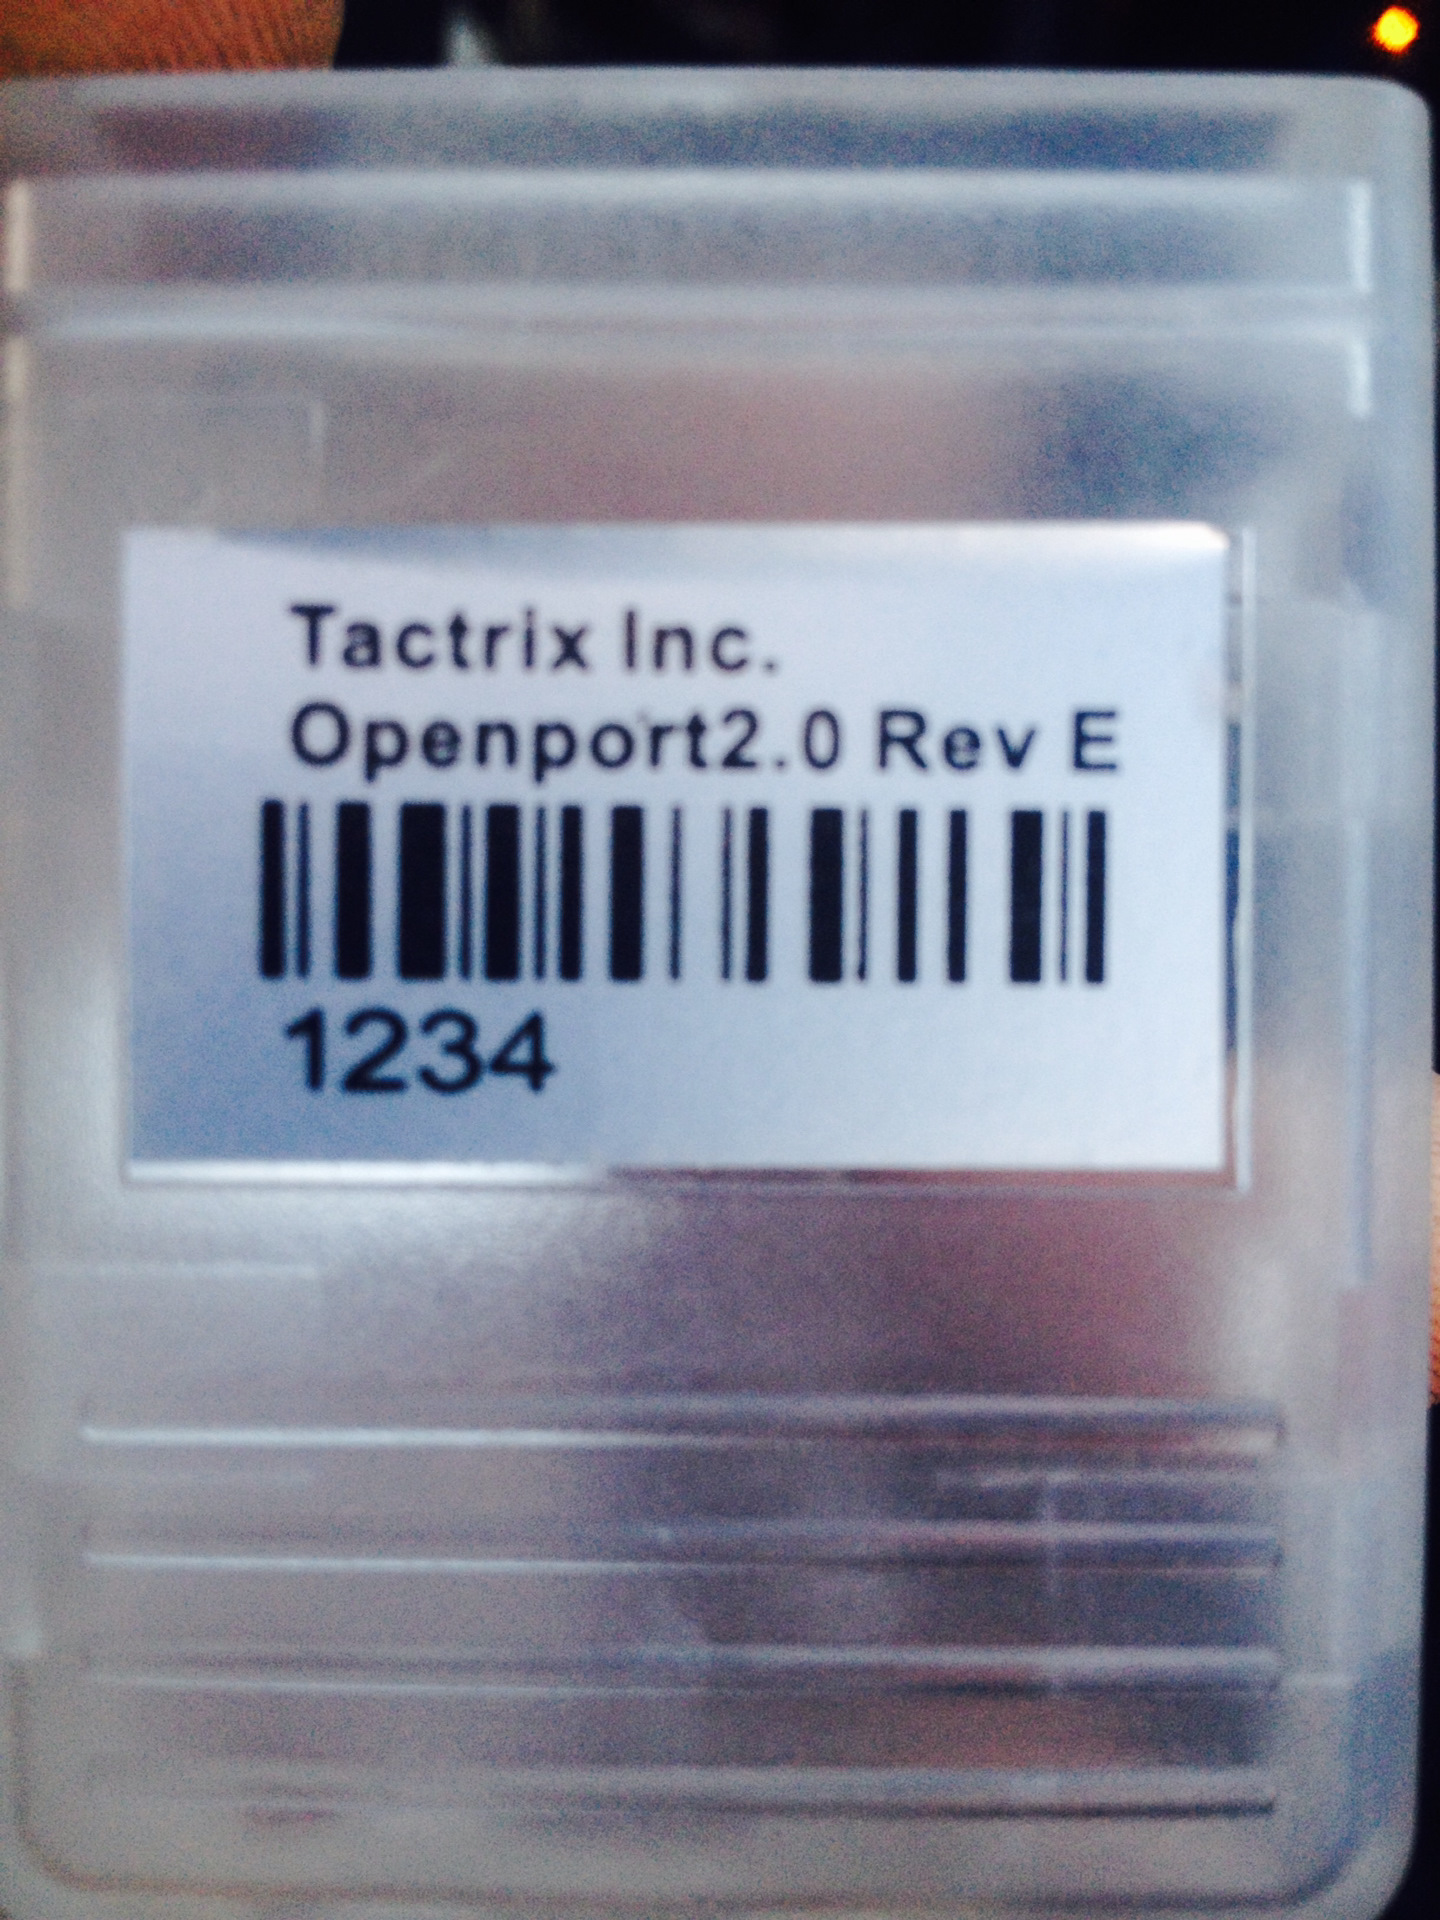 Tactrix Inc.
Openport2.0 Rev E
1234